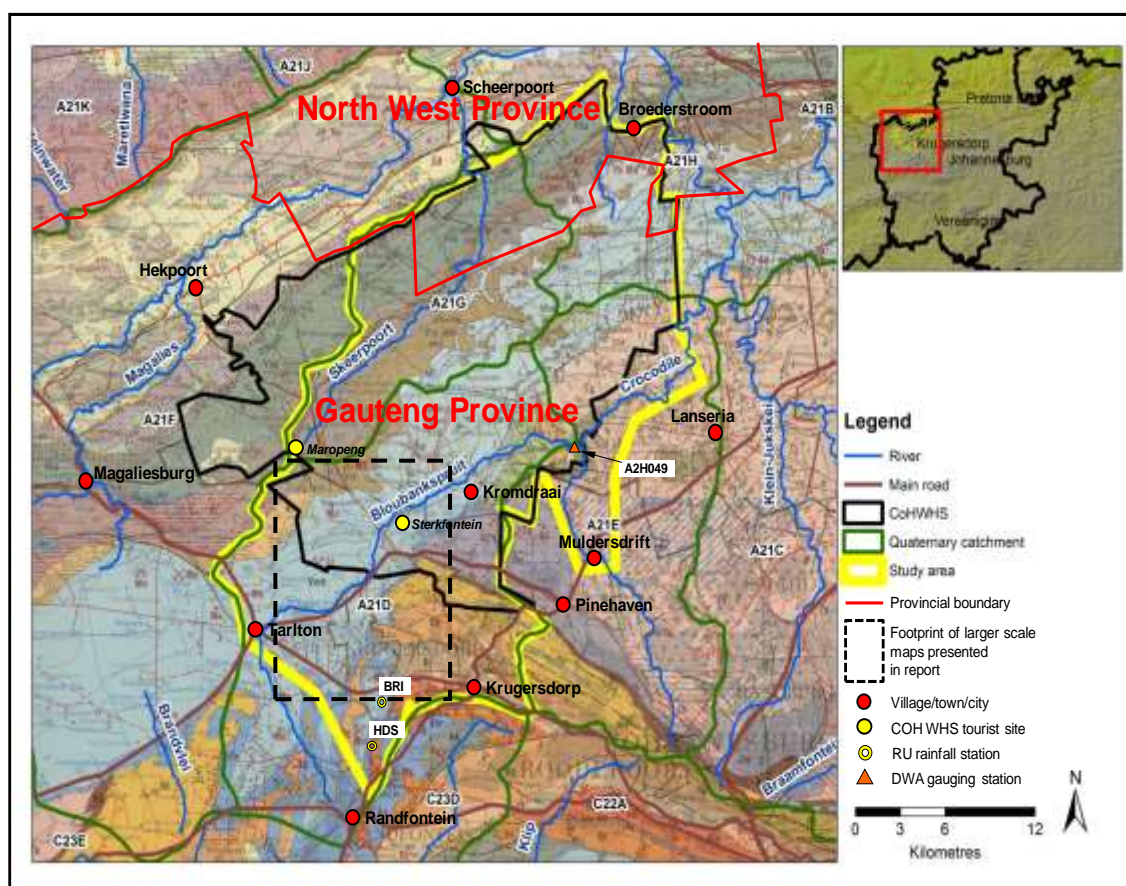 A21J
A21K
Scheerpoort
North West Province
Broederstroom
A21B
Maretlwana
A21H
Hekpoort
A21G
Magalies
Skeerpoort
Crocodile
Gauteng Province
A21F
Lanseria
Maropeng
Magaliesburg
A2H049
Bloubankspruit
Kromdraai
Klein-Jukskei
Sterkfontein
A21E
Muldersdrift
A21C
A21D
Pinehaven
Tarlton
Krugersdorp
BRI
HDS
Brandvlei
C23D
C22A
Randfontein
Klip
C23E
Krugersdorp
Johannesburg
Legend
River
Main road
CoHWHS
Quaternary catchment
Study area
Provincial boundary
Footprint of larger scale
maps presented
in report
Village/town/city
COH WHS tourist site
RU rainfall station
DWA gauging station
N
0 3 6 12
Kilometres